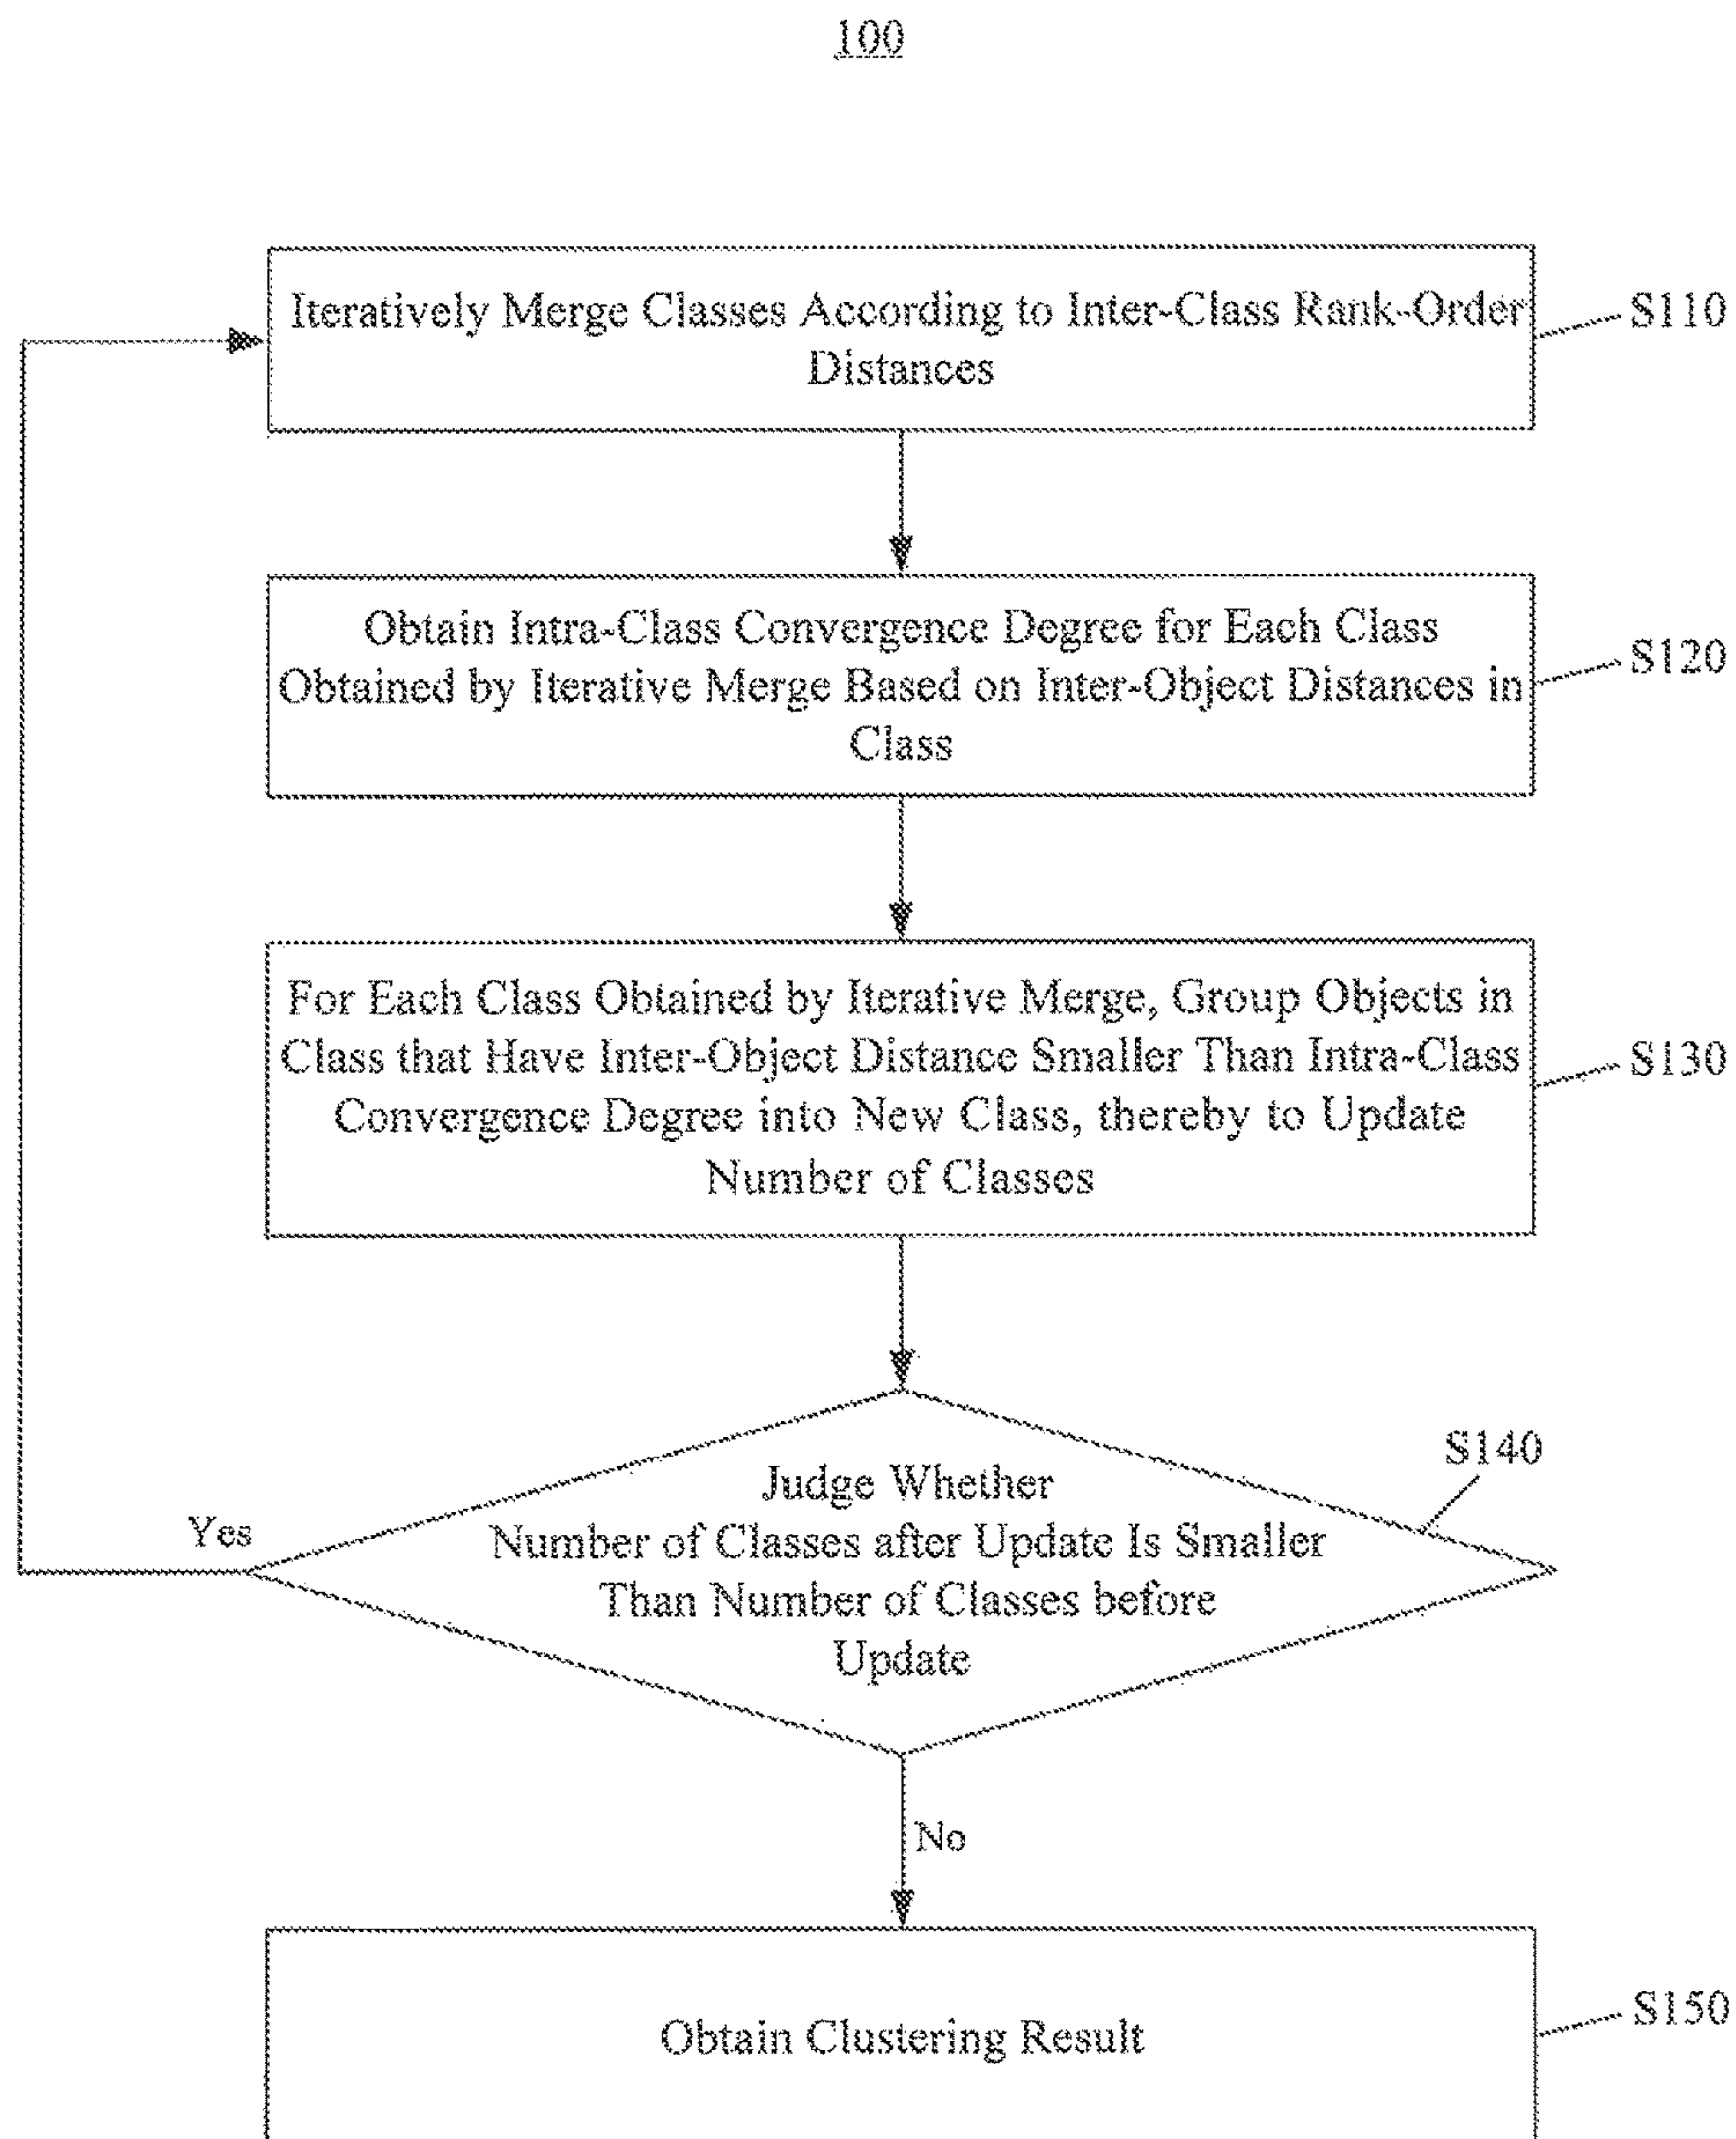 100
Iteratively Merge Classes According to Inter-Class Rank-Order
Distances
S110
Obtain Intra-Class Convergence Degree for Each Class
Obtained by Iterative Merge Based on Inter-Object Distances in
Class
S120
For Each Class Obtained by Iterative Merge, Group Objects in
Class that Have Inter-Object Distance Smaller Than Intra-Class
Convergence Degree into New Class, thereby to Update
Number of Classes
S130
S140
Judge Whether
Number of Classes after Update Is Smaller
Than Number of Classes before
Update
Yes
No
Obtain Clustering Result
S150